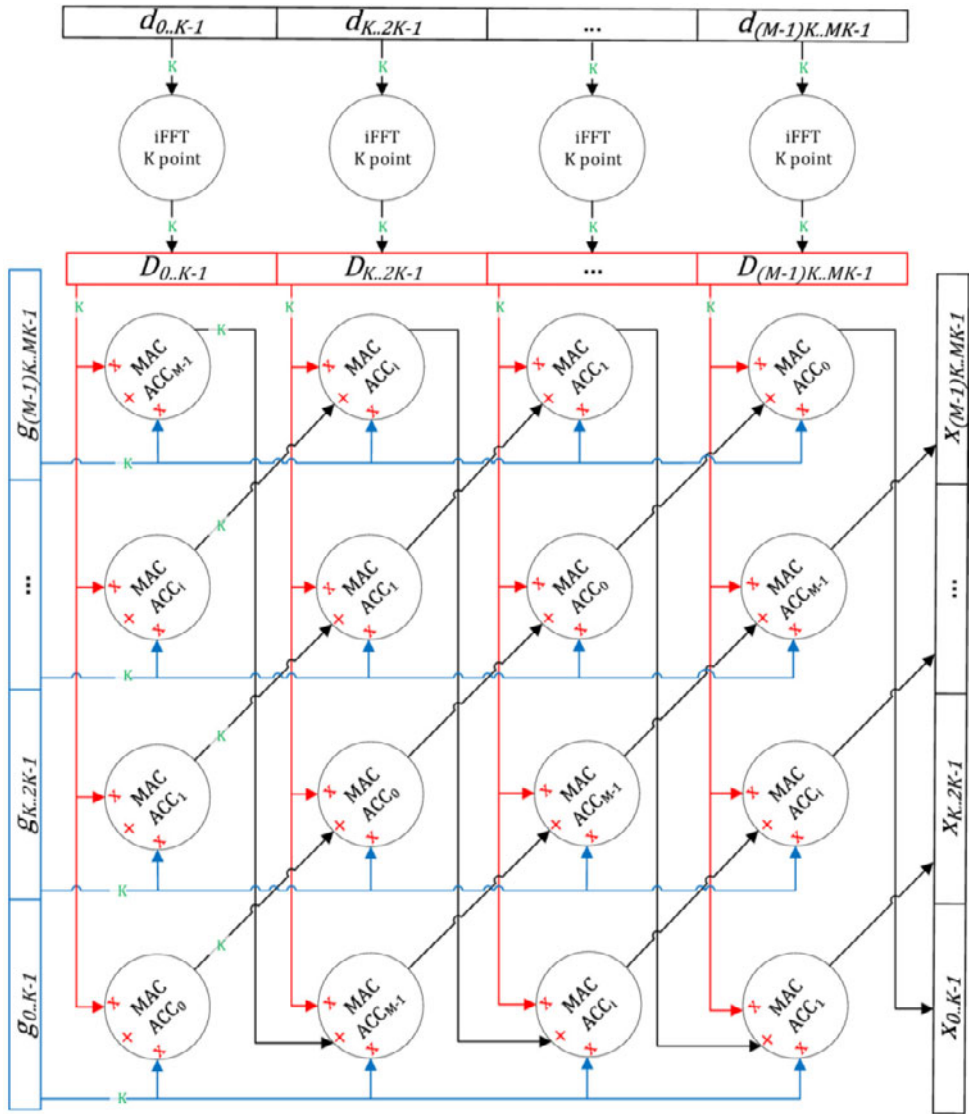 d0..K-1 dK..2K-1 ... d(M-1)K..MK-1
K K K K
iFFT iFFT iFFT iFFT
K point K point K point K point
K K K K
D0..K-1 DK..2K-1 ... D(M-1)K..MK-1
K K K K K
g(M-1)K..MK-1
MAC MAC MAC MAC
ACCM-1 ACCi ACC1 ACC0
K
x(M-1)K..MK-1
K
...
MAC MAC MAC MAC
ACCi ACC1 ACC0 ACCM-1
K
...
K
gK..2K-1
MAC MAC MAC MAC
ACC1 ACC0 ACCM-1 ACCi
K
xK..2K-1
K
g0..K-1
MAC MAC MAC MAC
ACC0 ACCM-1 ACCi ACC1
K
x0..K-1